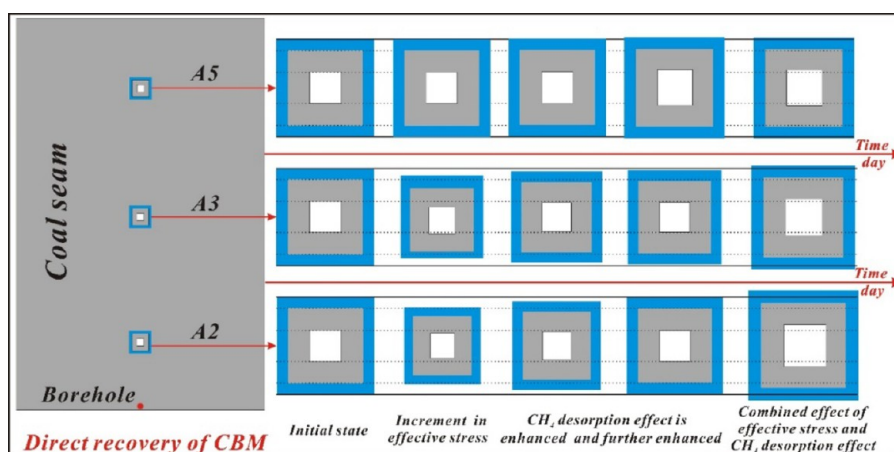 Coal seam
A5
Time
day
A3
Time
day
A2
Borehole
Direct recovery of CBM
Initial state
Increment in
effective stress
CH4 desorption effect is
enhanced and further enhanced
Combined effect of
effective stress and
CH4 desorption effect